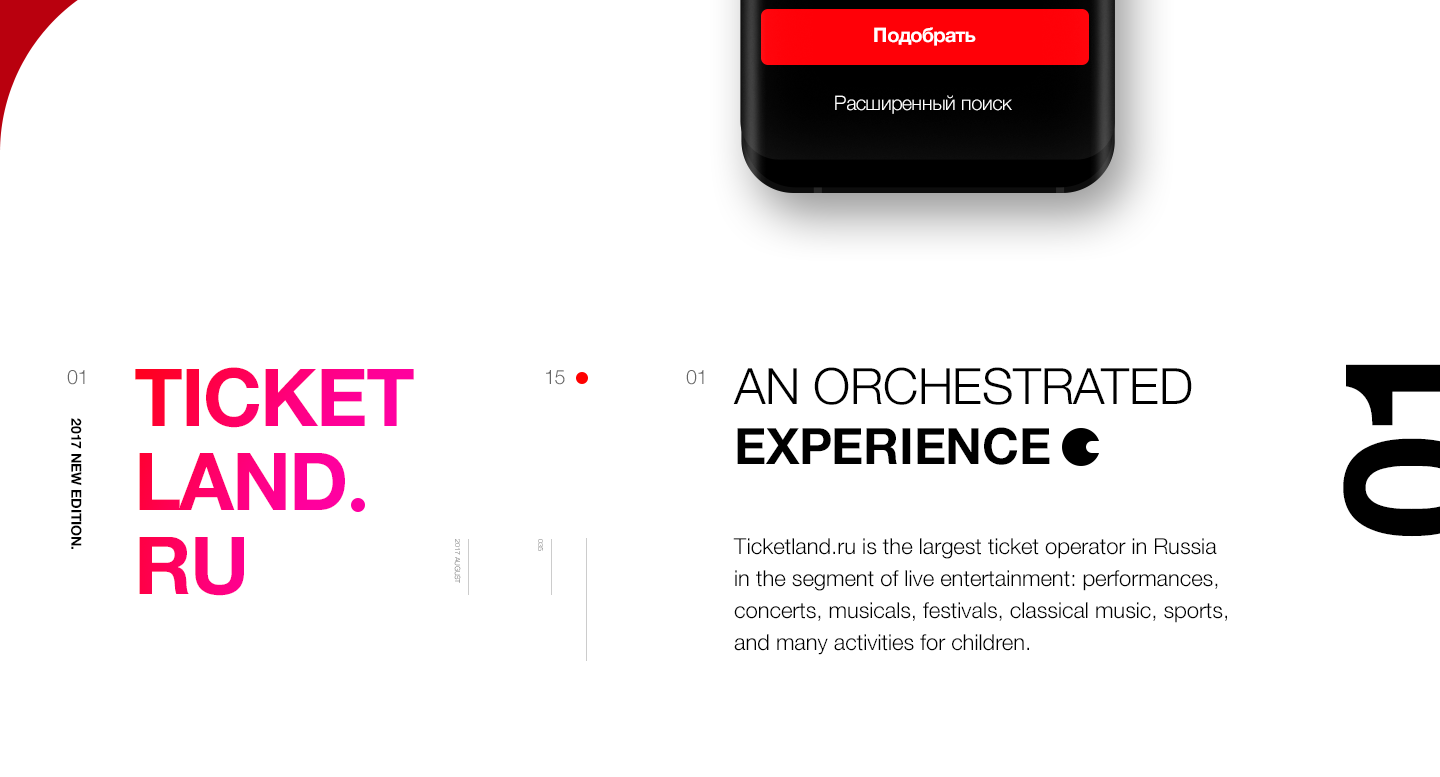 Подобрать
Расширенный поиск
01
2017 NEW EDITION.
TICKET
LAND.
RU
15
2017 AUGUST
035
01
AN ORCHESTRATED
EXPERIENCE
Ticketland.ru is the largest ticket operator in Russia
in the segment of live entertainment: performances,
concerts, musicals, festivals, classical music, sports,
and many activities for children.
01